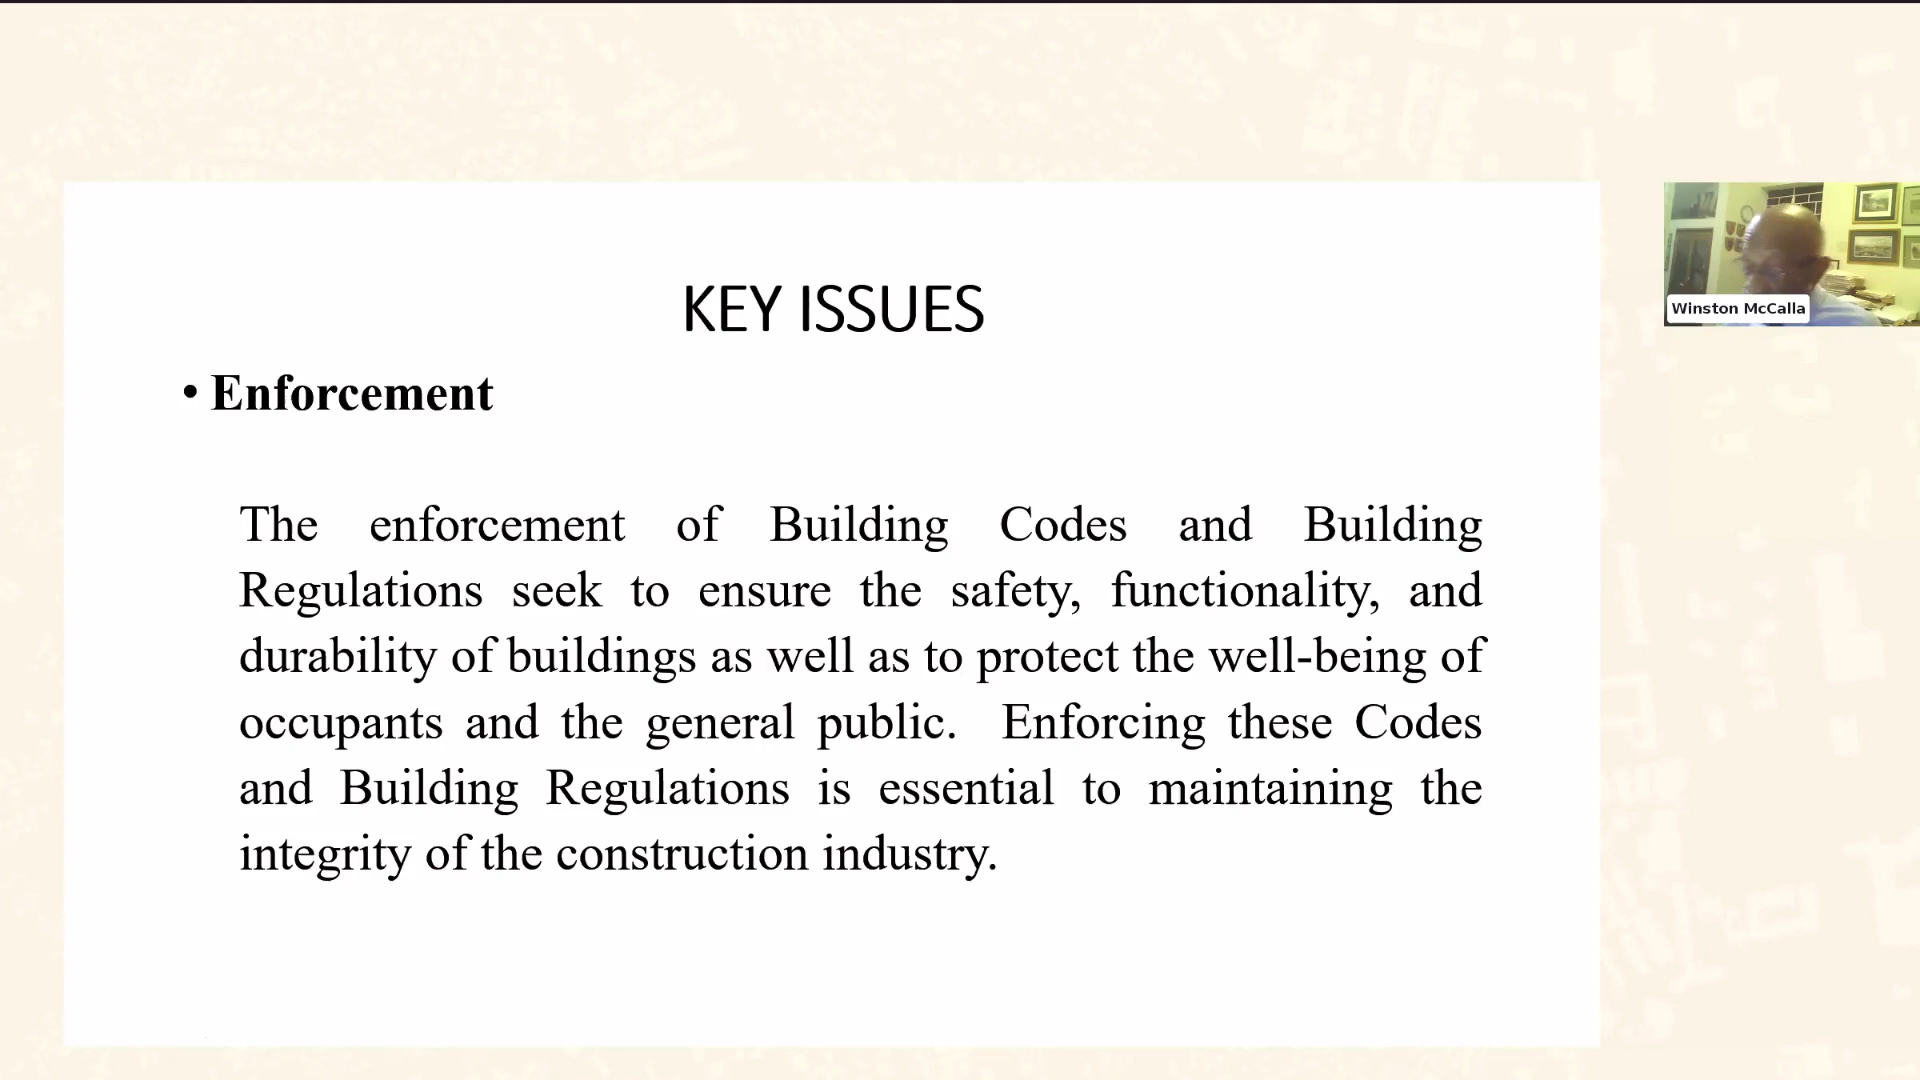 KEY ISSUES
• Enforcement
The enforcement of Building Codes and Building
Regulations seek to ensure the safety, functionality, and
durability of buildings as well as to protect the well-being of
occupants and the general public. Enforcing these Codes
and Building Regulations is essential to maintaining the
integrity of the construction industry.
Winston McCalla